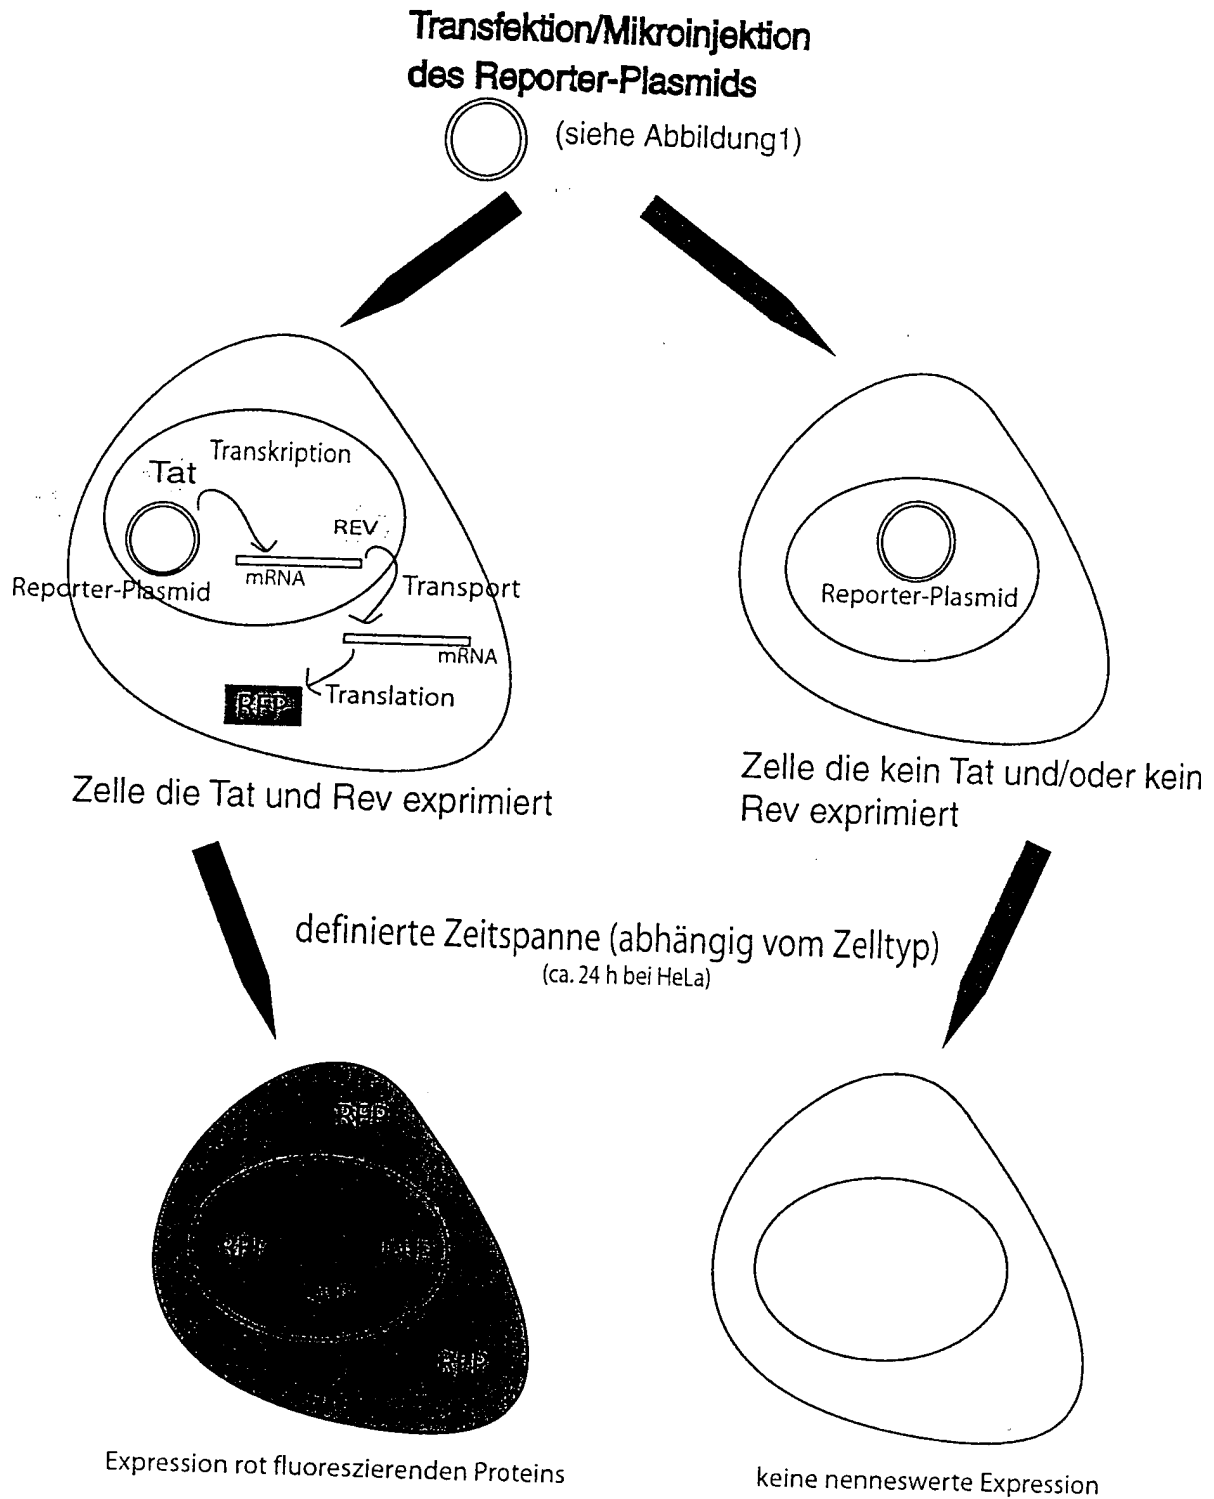 Transfektion/Mikroinjektion
des Reporter-Plasmids
(siehe Abbildung1)
Transkription
Tat
REV
mRNA
Reporter-Plasmid
Transport
mRNA
Translation
RFP
Zelle die Tat und Rev exprimiert
Reporter-Plasmid
Zelle die kein Tat und/oder kein
Rev exprimiert
definierte Zeitspanne (abhängig vom Zelltyp)
(ca. 24 h bei HeLa)
RFP
RFP
RFP
RFP
RFP
Expression rot fluoreszierenden Proteins
keine nenneswerte Expression